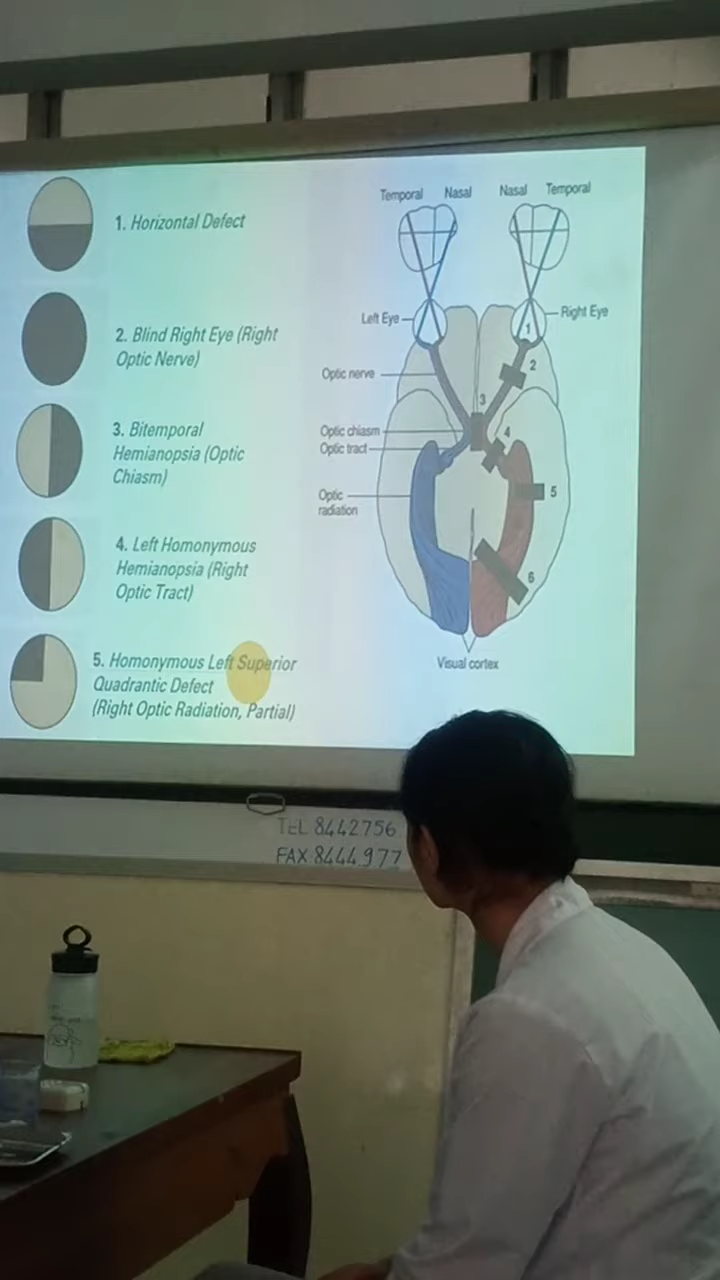 1. Horizontal Defect
2. Blind Right Eye (Right
Optic Nerve)
3. Bitemporal
Hemianopsia (Optic
Chiasm)
4. Left Homonymous
Hemianopsia (Right
Optic Tract)
5. Homonymous Left Superior
Quadrantic Defect
(Right Optic Radiation, Partial)
Temporal Nasal Nasal Temporal
Left Eye
Right Eye
1
Optic nerve
2
3
Optic chiasm
4
Optic tract
Optic
radiation
5
6
Visual cortex
TEL 8442756
FAX 8444977